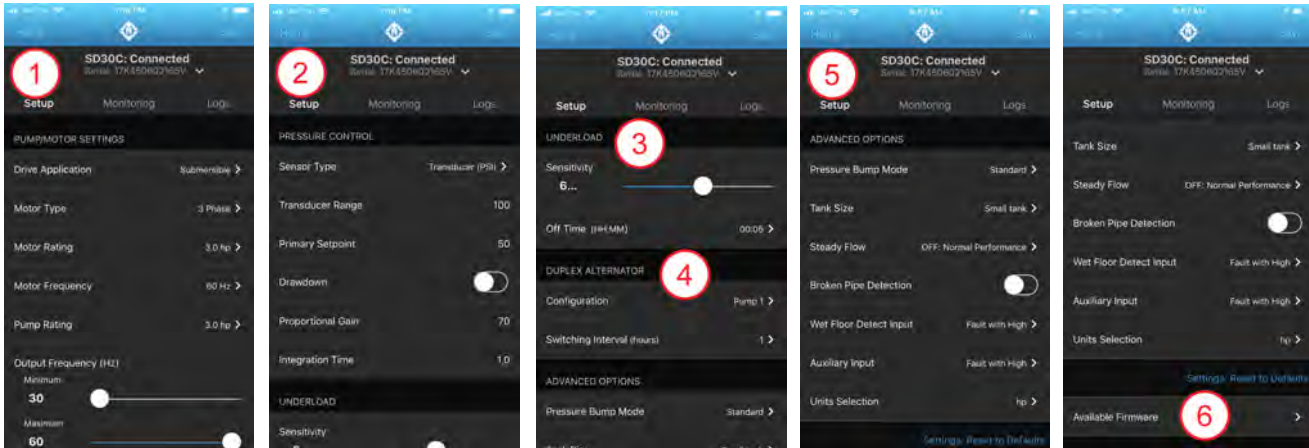 1
SD30C: Connected
Setup Monitoring Logs
PUMP/MOTOR SETTINGS
Drive Application Submersible >
Motor Type 3 Phase >
Motor Rating 3.0 hp >
Motor Frequency 60 Hz >
Pump Rating 3.0 hp >
Output Frequency (Hz)
Minimum
30
Maximum
60
2
SD30C: Connected
Setup Monitoring Logs
PRESSURE CONTROL
Sensor Type Transducer (PSI) >
Transducer Range 100
Primary Setpoint 50
Drawdown
Proportional Gain 70
Integration Time 1.0
UNDERLOAD
Sensitivity
SD30C: Connected
Setup Monitoring Logs
UNDERLOAD
3
Sensitivity
6...
Off Time (HH:MM) 00:05 >
DUPLEX ALTERNATOR
4
Configuration Pump 1 >
Switching Interval (hours) 1 >
ADVANCED OPTIONS
Pressure Bump Mode Standard >
5
SD30C: Connected
Setup Monitoring Logs
ADVANCED OPTIONS
Pressure Bump Mode Standard >
Tank Size Small tank >
Steady Flow OFF: Normal Performance >
Broken Pipe Detection
Wet Floor Detect Input Fault with High >
Auxiliary Input Fault with High >
Units Selection hp >
Settings: Reset to Defaults
SD30C: Connected
Setup Monitoring Logs
Tank Size Small tank >
Steady Flow OFF: Normal Performance >
Broken Pipe Detection
Wet Floor Detect Input Fault with High >
Auxiliary Input Fault with High >
Units Selection hp >
Settings: Reset to Defaults
Available Firmware >
6